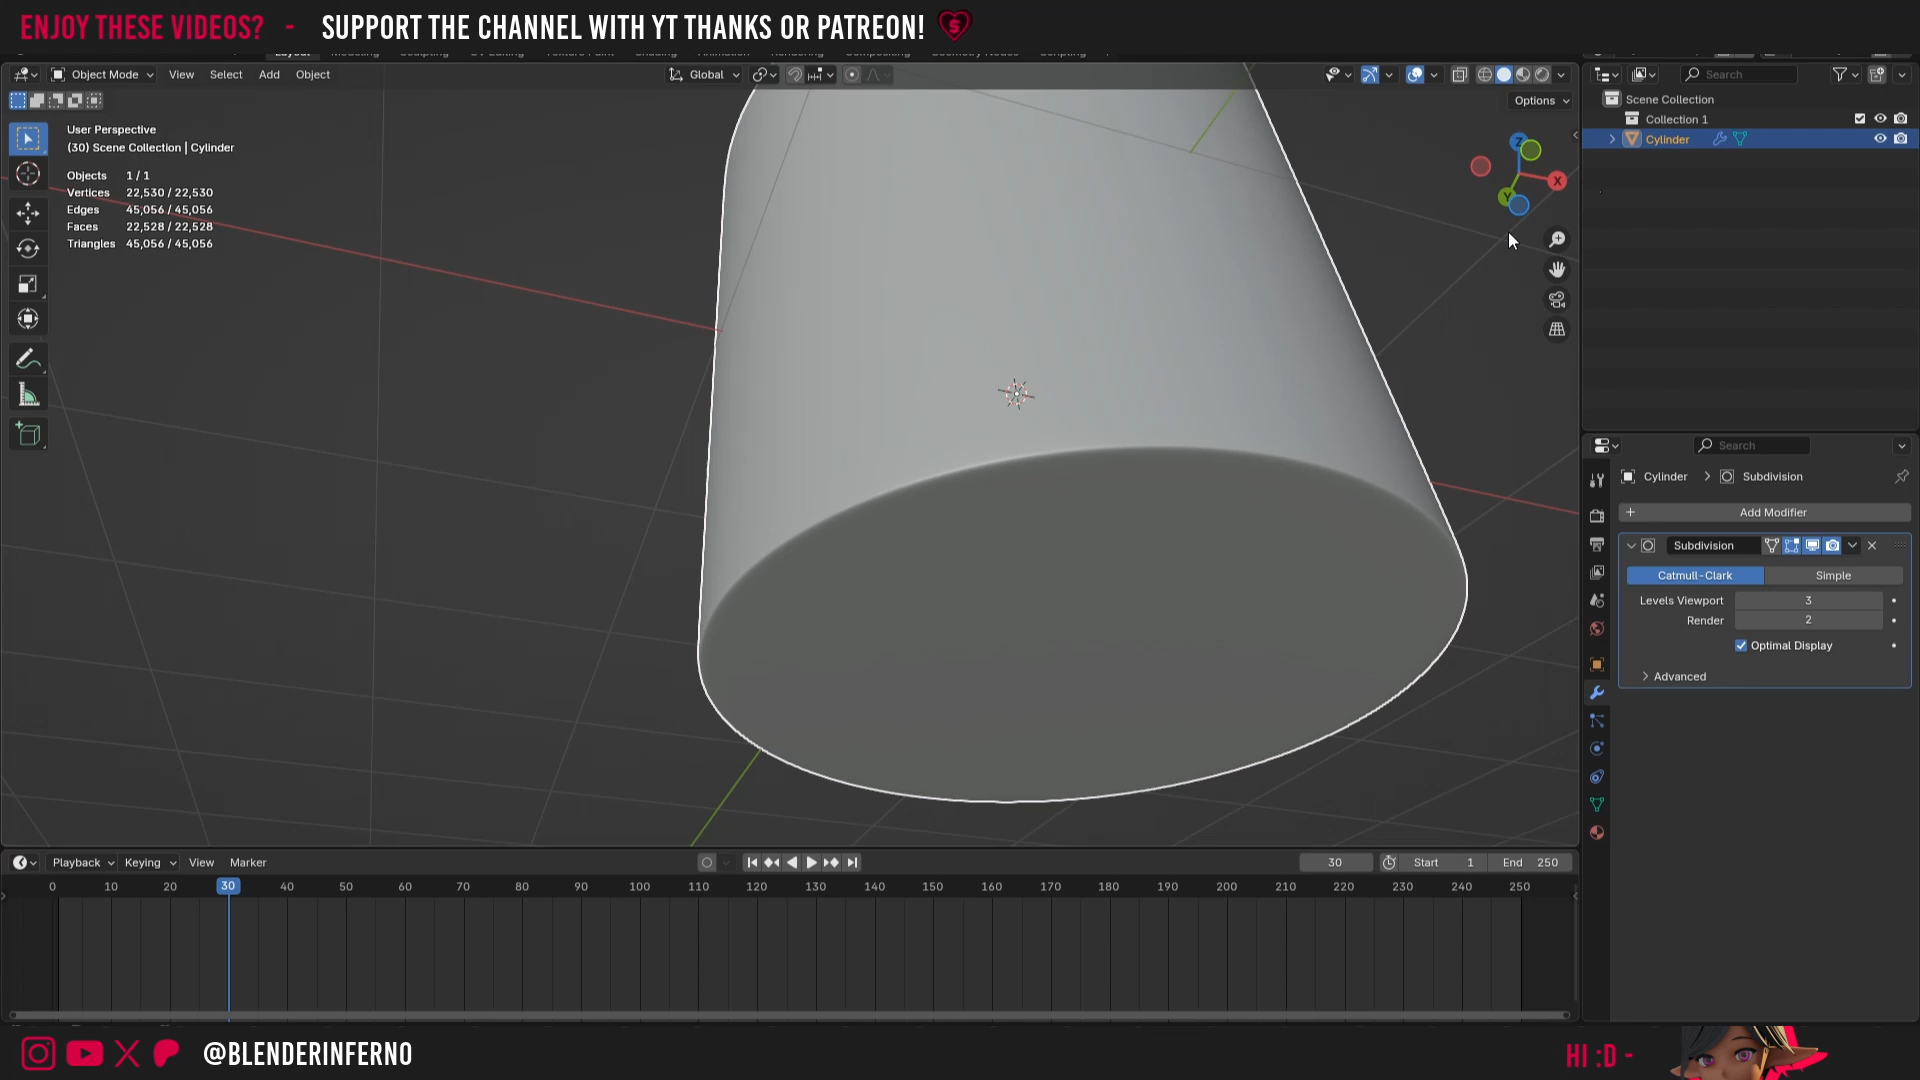 ENJOY THESE VIDEOS? - SUPPORT THE CHANNEL WITH YT THANKS OR PATREON!
Object Mode View Select Add Object Global Search
Options
User Perspective
(30) Scene Collection | Cylinder
Objects 1 / 1
Vertices 22,530 / 22,530
Edges 45,056 / 45,056
Faces 22,528 / 22,528
Triangles 45,056 / 45,056
Z
X
Y
Scene Collection
Collection 1
Cylinder
Search
Cylinder > Subdivision
+ Add Modifier
Subdivision
Catmull-Clark Simple
Levels Viewport 3
Render 2
Optimal Display
> Advanced
Playback Keying View Marker 30 Start 1 End 250
0 10 20 30 40 50 60 70 80 90 100 110 120 130 140 150 160 170 180 190 200 210 220 230 240 250
@BLENDERINFERNO HI :D -